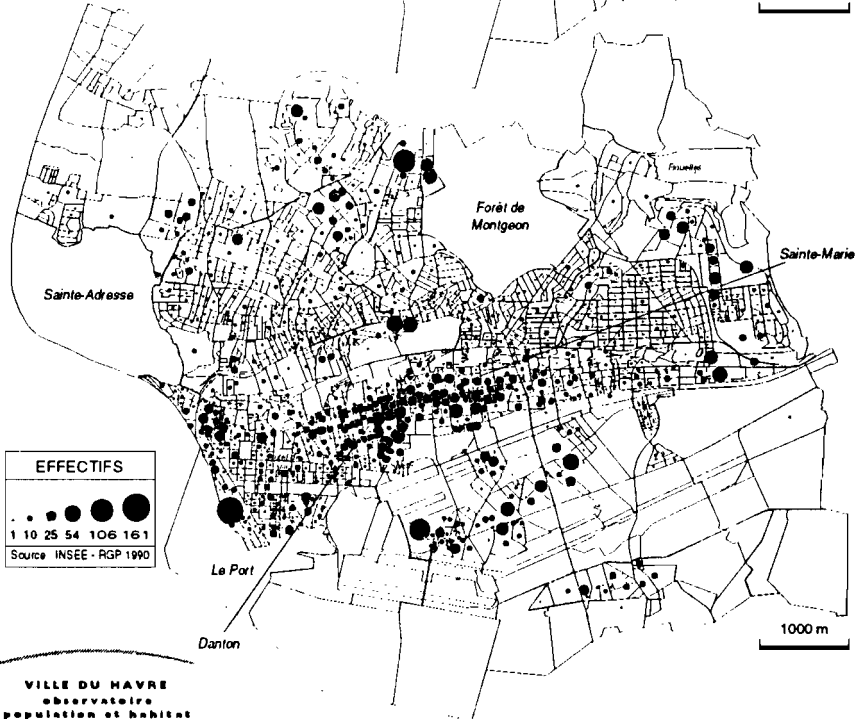 Forêt de
Montgeon
Sainte-Marie
Sainte-Adresse
EFFECTIFS
1 10 25 54 106 161
Source INSEE - RGP 1990
Le Port
Danton
1000 m
VILLE DU HAVRE
observatoire
population et habitat